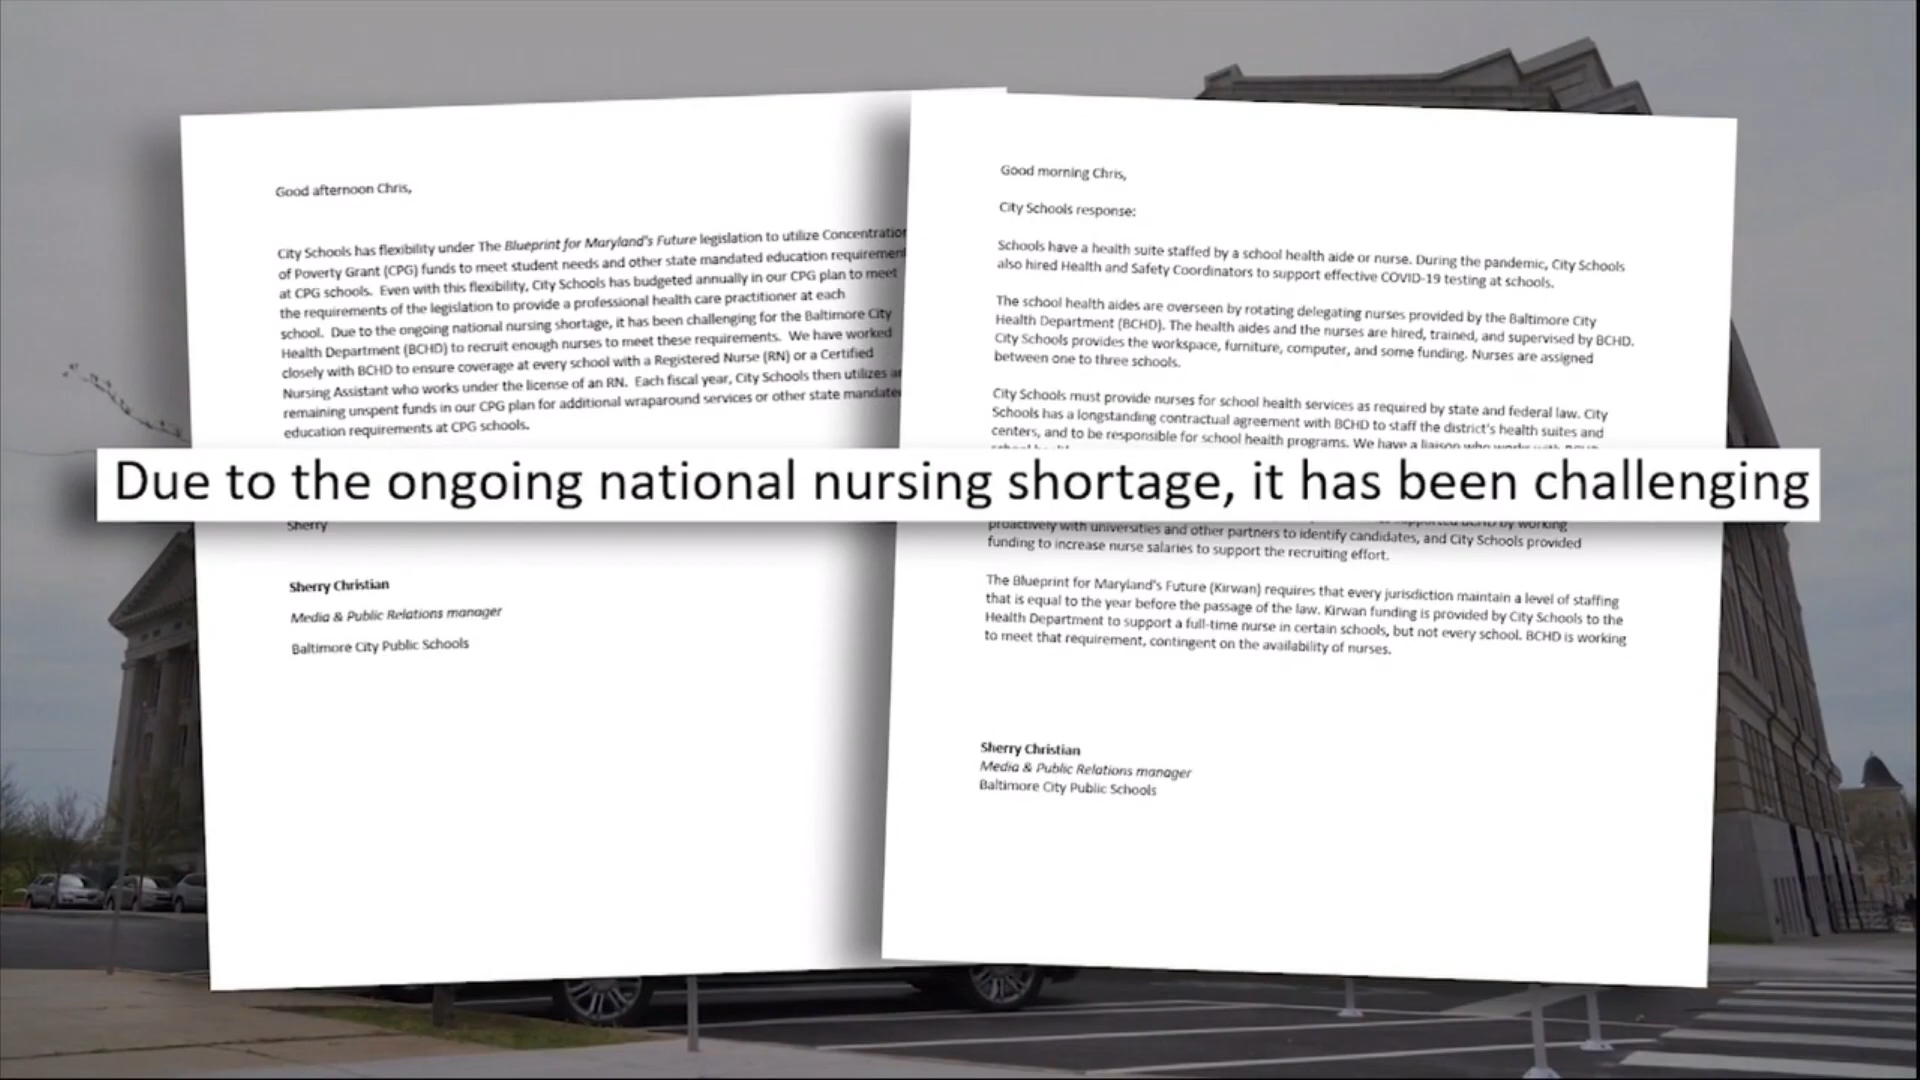 Good afternoon Chris,
City Schools has flexibility under The Blueprint for Maryland's Future legislation to utilize Concentration
of Poverty Grant (CPG) funds to meet student needs and other state mandated education requirement
at CPG schools.  Even with this flexibility, City Schools has budgeted annually in our CPG plan to meet
the requirements of the legislation to provide a professional health care practitioner at each
school.  Due to the ongoing national nursing shortage, it has been challenging for the Baltimore City
Health Department (BCHD) to recruit enough nurses to meet these requirements.  We have worked
closely with BCHD to ensure coverage at every school with a Registered Nurse (RN) or a Certified
Nursing Assistant who works under the license of an RN.  Each fiscal year, City Schools then utilizes
remaining unspent funds in our CPG plan for additional wraparound services or other state mandated
education requirements at CPG schools.
Sherry
Sherry Christian
Media & Public Relations manager
Baltimore City Public Schools
Good morning Chris,
City Schools response:
Schools have a health suite staffed by a school health aide or nurse. During the pandemic, City Schools
also hired Health and Safety Coordinators to support effective COVID-19 testing at schools.
The school health aides are overseen by rotating delegating nurses provided by the Baltimore City
Health Department (BCHD). The health aides and the nurses are hired, trained, and supervised by BCHD.
City Schools provides the workspace, furniture, computer, and some funding. Nurses are assigned
between one to three schools.
City Schools must provide nurses for school health services as required by state and federal law. City
Schools has a longstanding contractual agreement with BCHD to staff the district's health suites and
centers, and to be responsible for school health programs. We have a liaison who works with
Due to the ongoing national nursing shortage, it has been challenging
supported BCHD by working
proactively with universities and other partners to identify candidates, and City Schools provided
funding to increase nurse salaries to support the recruiting effort.
The Blueprint for Maryland's Future (Kirwan) requires that every jurisdiction maintain a level of staffing
that is equal to the year before the passage of the law. Kirwan funding is provided by City Schools to the
Health Department to support a full-time nurse in certain schools, but not every school. BCHD is working
to meet that requirement, contingent on the availability of nurses.
Sherry Christian
Media & Public Relations manager
Baltimore City Public Schools